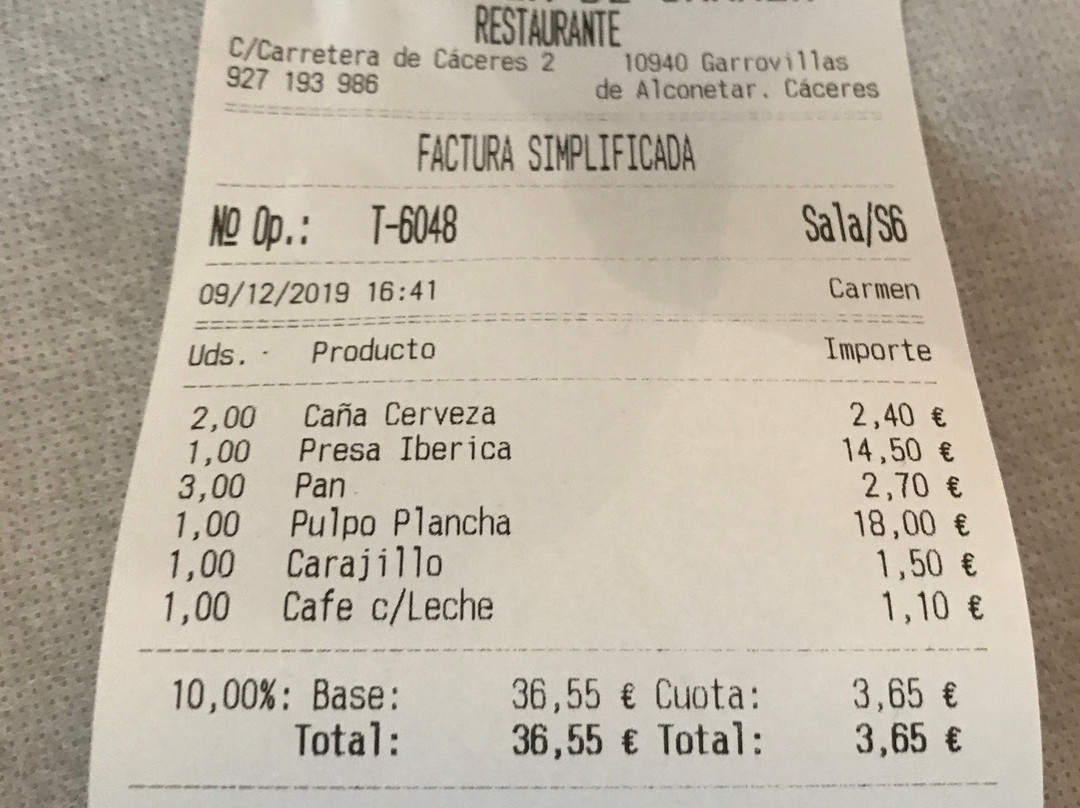 RESTAURANTE
C/Carretera de Cáceres 2 10940 Garrovillas
927 193 986 de Alconetar. Cáceres
FACTURA SIMPLIFICADA
Nº Op.: T-6048 Sala/S6
09/12/2019 16:41 Carmen
Uds. Producto Importe
2,00 Caña Cerveza 2,40 €
1,00 Presa Iberica 14,50 €
3,00 Pan 2,70 €
1,00 Pulpo Plancha 18,00 €
1,00 Carajillo 1,50 €
1,00 Cafe c/Leche 1,10 €
10,00%: Base: 36,55 € Cuota: 3,65 €
Total: 36,55 € Total: 3,65 €